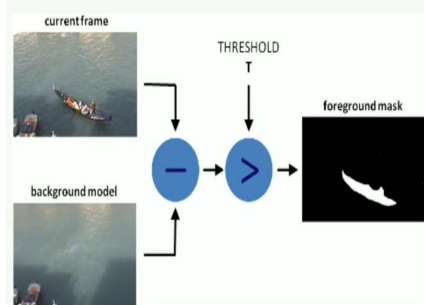 current frame
THRESHOLD
T
foreground mask
−
>
background model